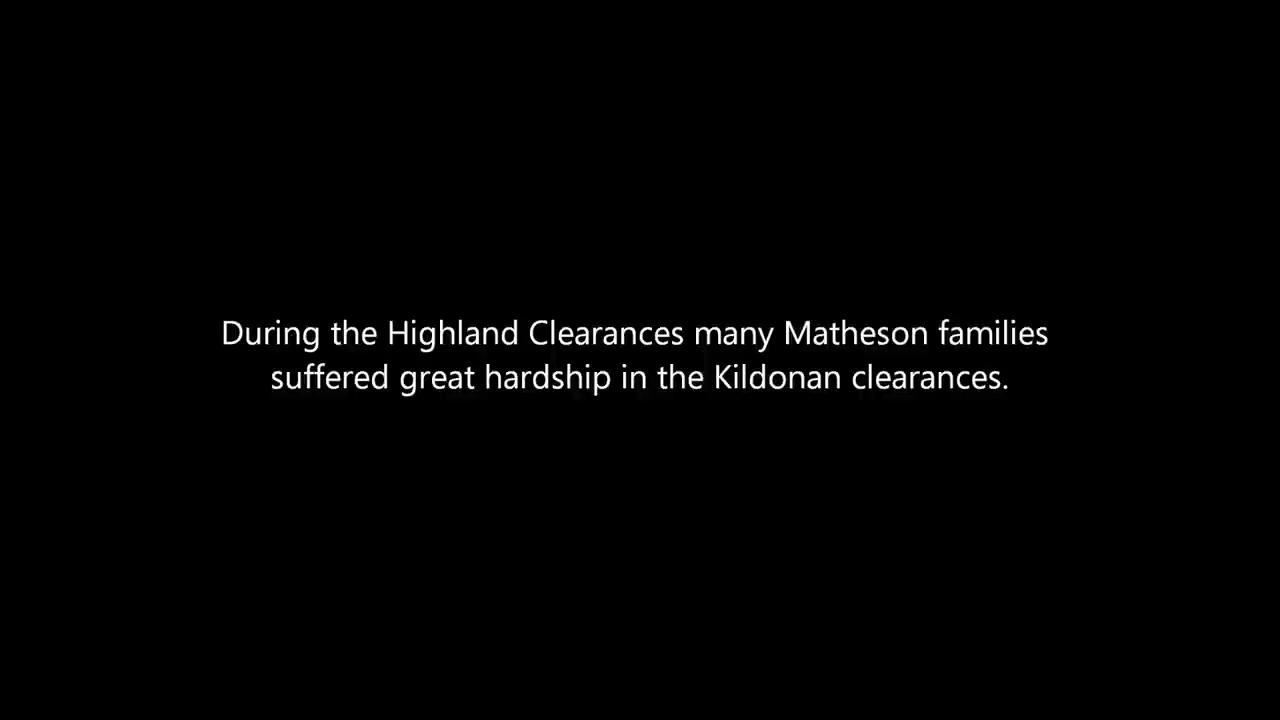 During the Highland Clearances many Matheson families
suffered great hardship in the Kildonan clearances.